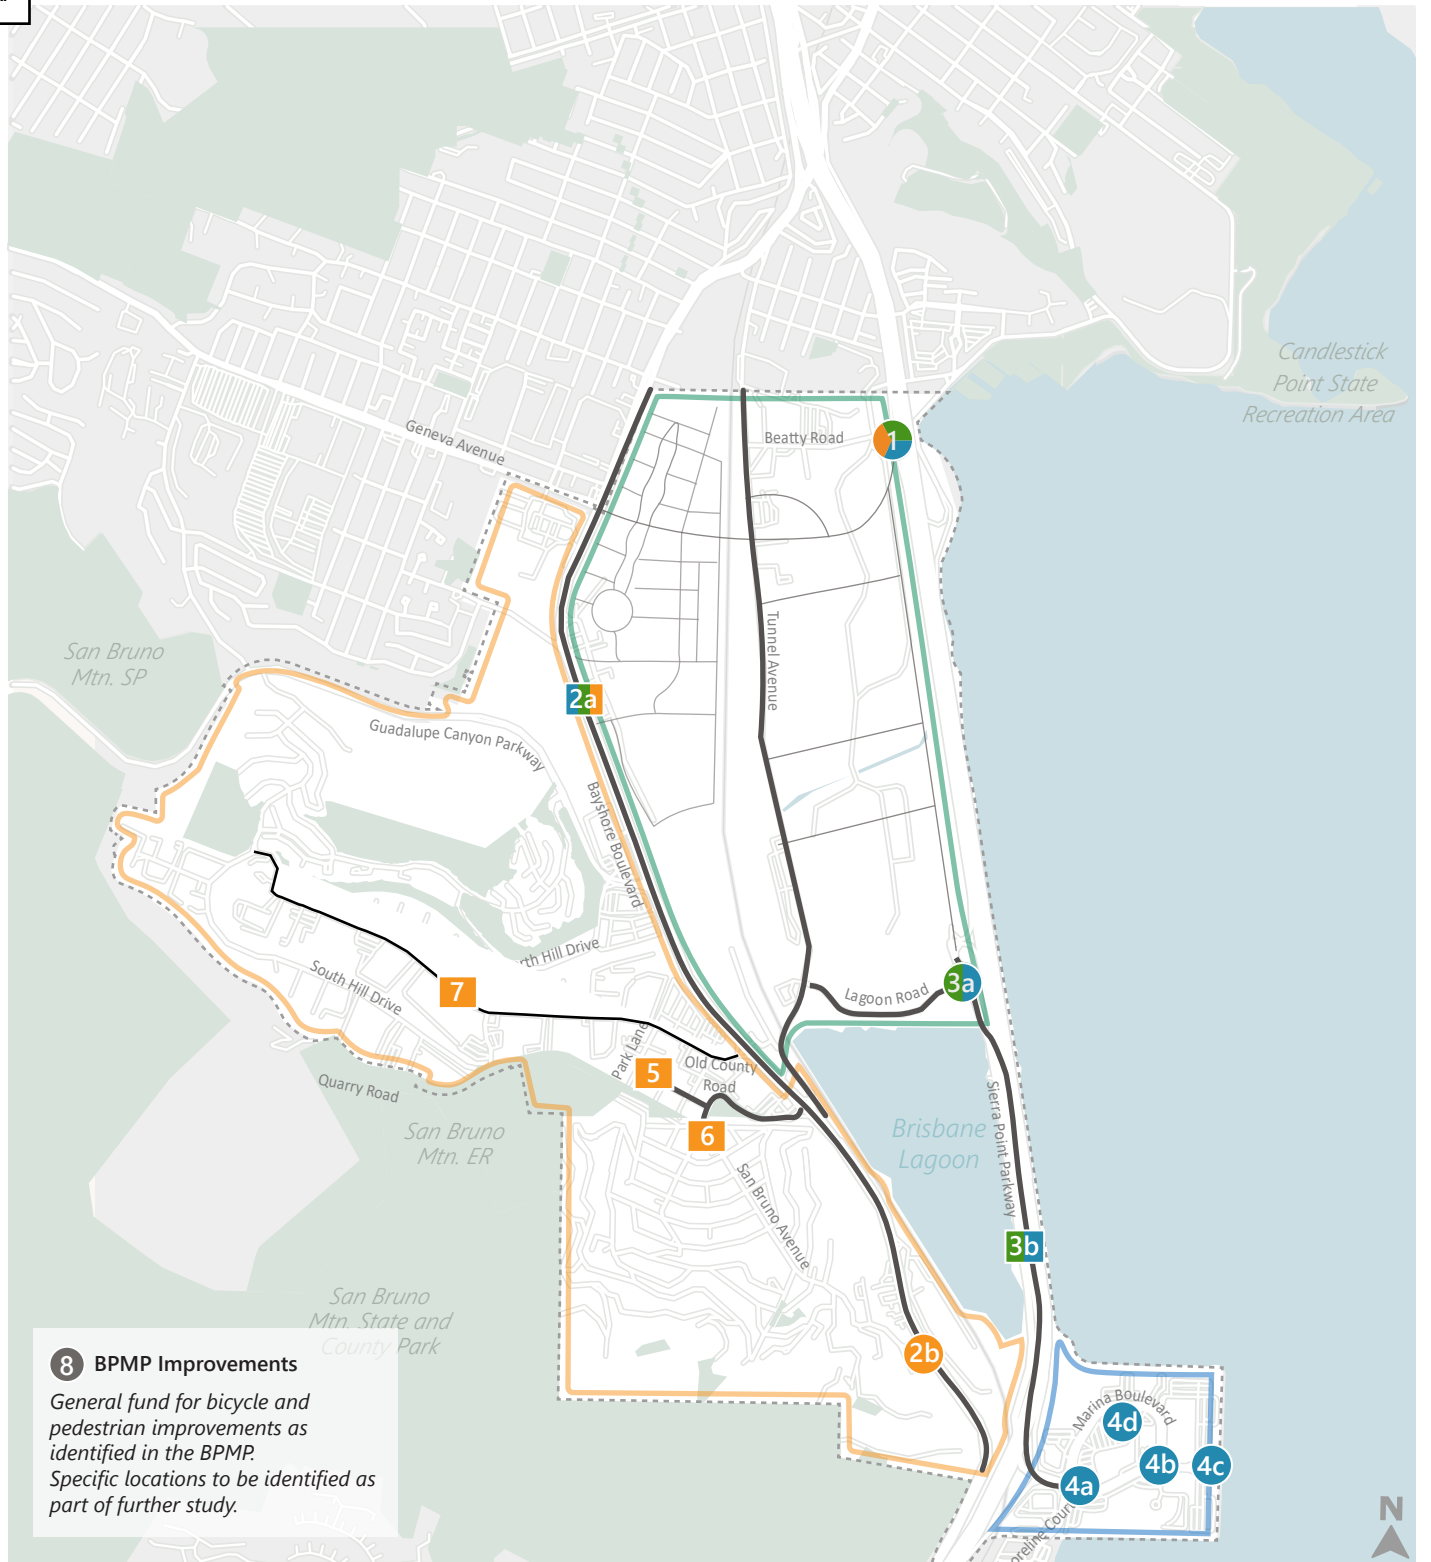 Candlestick
Point State
Recreation Area
Geneva Avenue
Beatty Road
1
San Bruno
Mtn. SP
Tunnel Avenue
2a
Guadalupe Canyon Parkway
Bayshore Boulevard
Hill Drive
South Hill Drive
7
Lagoon Road
3a
Park Lane
Old County
Road
5
6
Quarry Road
San Bruno
Mtn. ER
Brisbane
Lagoon
Sierra Point Parkway
San Bruno Avenue
3b
San Bruno
Mtn. State and
County Park
2b
8 BPMP Improvements
General fund for bicycle and
pedestrian improvements as
identified in the BPMP.
Specific locations to be identified as
part of further study.
Marina Boulevard
4d
4b
4c
4a
Court
N